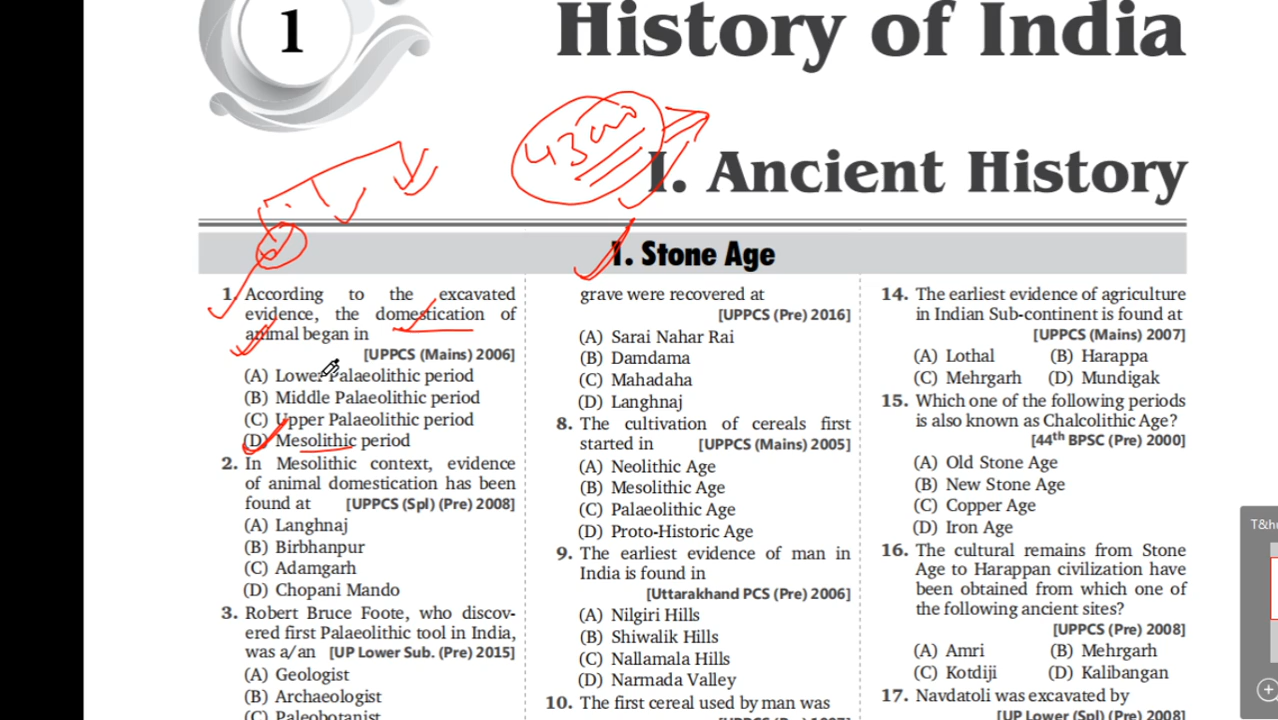 1
History of India
43000
I. Ancient History
1. Stone Age
1. According to the excavated
evidence, the domestication of
animal began in
[UPPCS (Mains) 2006]
(A) Lower Palaeolithic period
(B) Middle Palaeolithic period
(C) Upper Palaeolithic period
(D) Mesolithic period
2. In Mesolithic context, evidence
of animal domestication has been
found at [UPPCS (Spl) (Pre) 2008]
(A) Langhnaj
(B) Birbhanpur
(C) Adamgarh
(D) Chopani Mando
3. Robert Bruce Foote, who discov-
ered first Palaeolithic tool in India,
was a/an [UP Lower Sub. (Pre) 2015]
(A) Geologist
(B) Archaeologist
(C) Paleobotanist
grave were recovered at
[UPPCS (Pre) 2016]
(A) Sarai Nahar Rai
(B) Damdama
(C) Mahadaha
(D) Langhnaj
8. The cultivation of cereals first
started in [UPPCS (Mains) 2005]
(A) Neolithic Age
(B) Mesolithic Age
(C) Palaeolithic Age
(D) Proto-Historic Age
9. The earliest evidence of man in
India is found in
[Uttarakhand PCS (Pre) 2006]
(A) Nilgiri Hills
(B) Shiwalik Hills
(C) Nallamala Hills
(D) Narmada Valley
10. The first cereal used by man was
14. The earliest evidence of agriculture
in Indian Sub-continent is found at
[UPPCS (Mains) 2007]
(A) Lothal (B) Harappa
(C) Mehrgarh (D) Mundigak
15. Which one of the following periods
is also known as Chalcolithic Age?
[44th BPSC (Pre) 2000]
(A) Old Stone Age
(B) New Stone Age
(C) Copper Age
(D) Iron Age
16. The cultural remains from Stone
Age to Harappan civilization have
been obtained from which one of
the following ancient sites?
[UPPCS (Pre) 2008]
(A) Amri (B) Mehrgarh
(C) Kotdiji (D) Kalibangan
17. Navdatoli was excavated by
[UP Lower (Spl) (Pre) 2008]